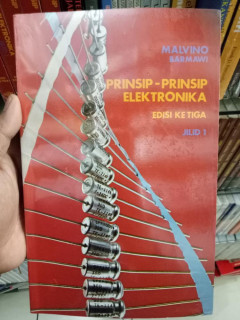 MALVINO
BARMAWI
PRINSIP-PRINSIP
ELEKTRONIKA
EDISI KETIGA
JILID 1